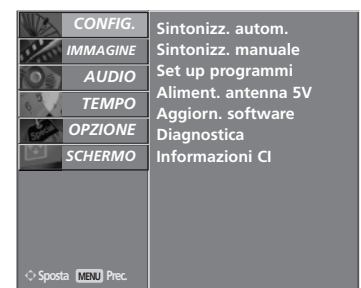 CONFIG.
IMMAGINE
AUDIO
TEMPO
OPZIONE
SCHERMO
Sintonizz. autom.
Sintonizz. manuale
Set up programmi
Aliment. antenna 5V
Aggiorn. software
Diagnostica
Informazioni CI
Sposta MENU Prec.